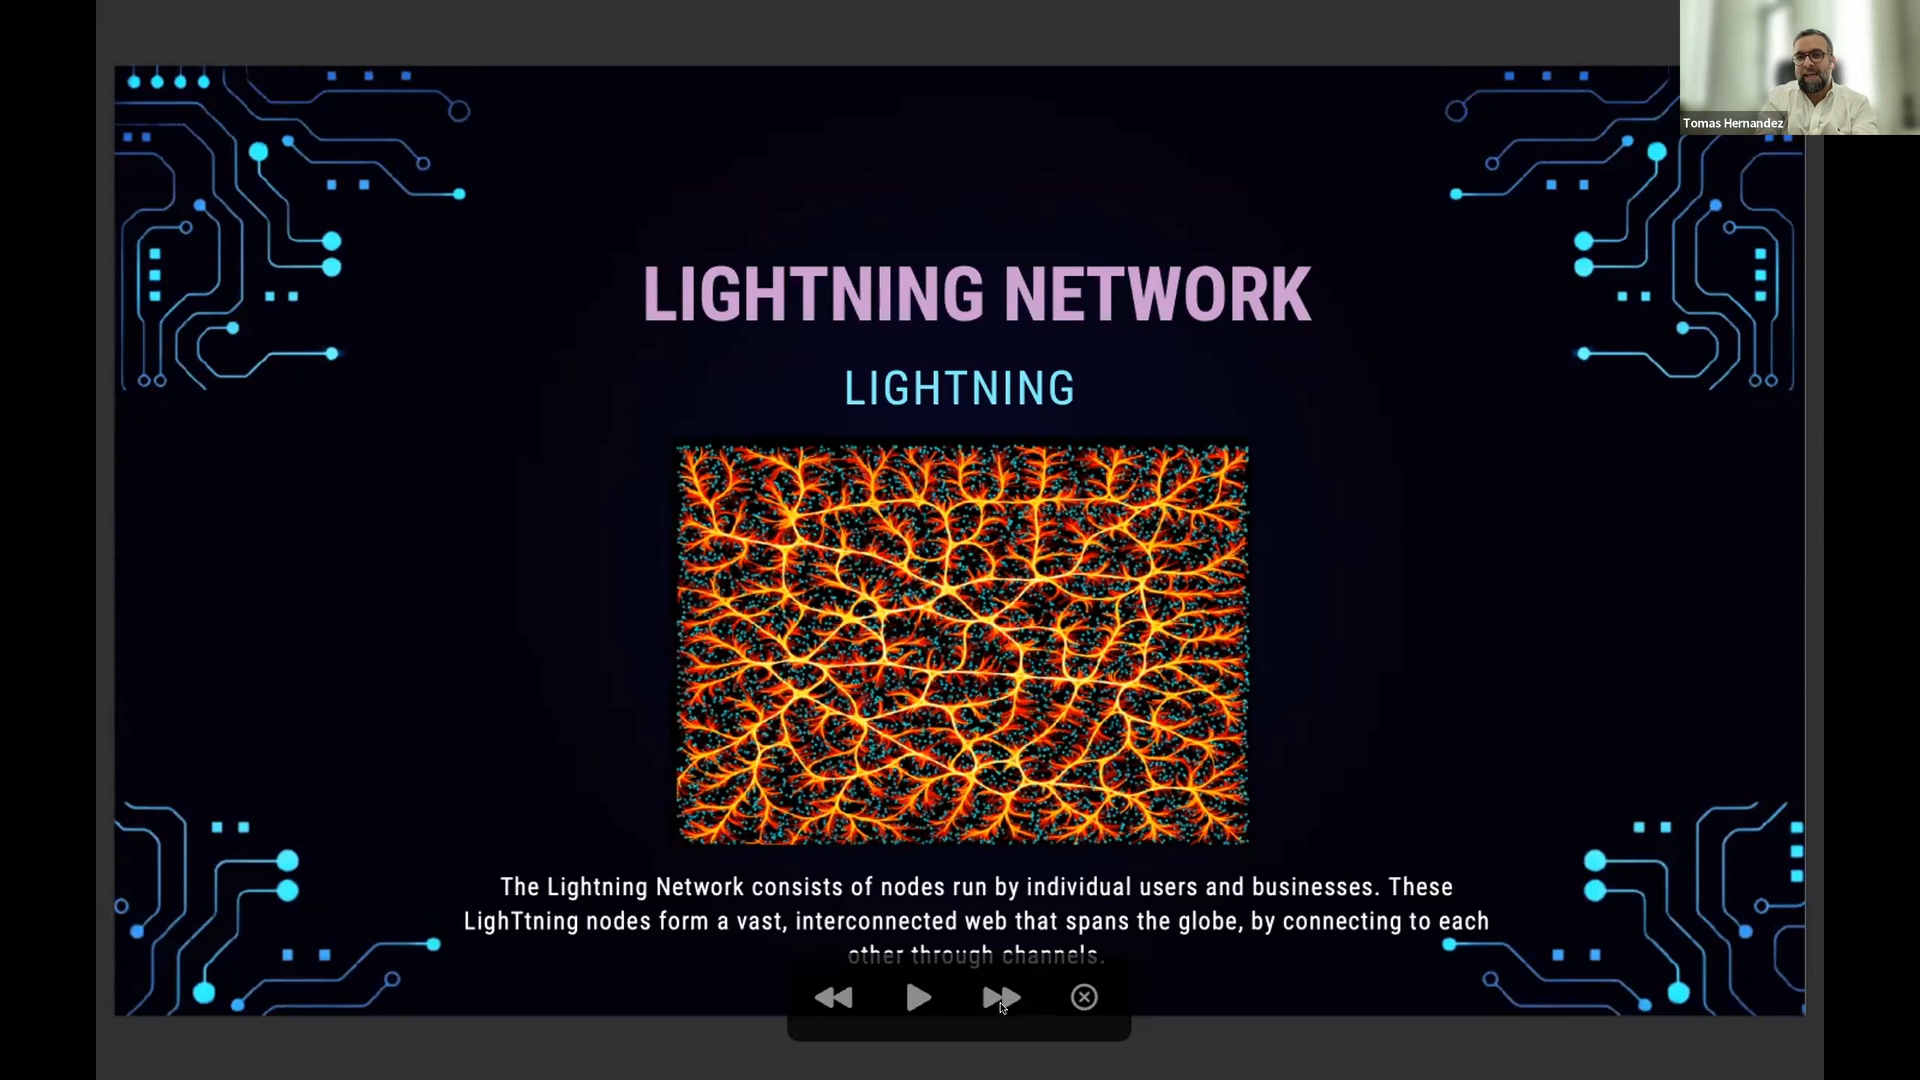 Tomas Hernandez
LIGHTNING NETWORK
LIGHTNING
The Lightning Network consists of nodes run by individual users and businesses. These
LighTtning nodes form a vast, interconnected web that spans the globe, by connecting to each
other through channels.